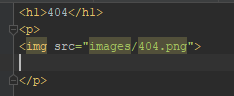 <h1>404</h1>
<p>
<img src="images/404.png">
</p>